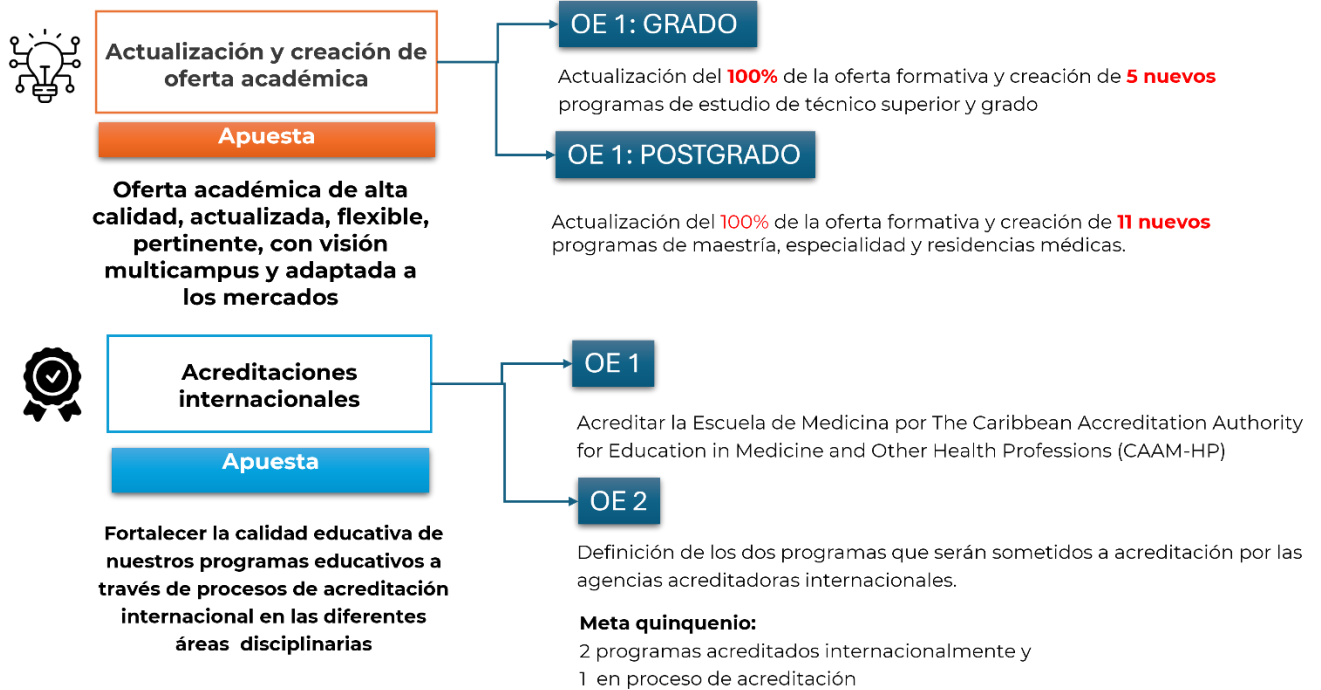 Actualización y creación de
oferta académica
Apuesta
Oferta académica de alta
calidad, actualizada, flexible,
pertinente, con visión
multicampus y adaptada a
los mercados
OE 1: GRADO
Actualización del 100% de la oferta formativa y creación de 5 nuevos
programas de estudio de técnico superior y grado
OE 1: POSTGRADO
Actualización del 100% de la oferta formativa y creación de 11 nuevos
programas de maestría, especialidad y residencias médicas.
Acreditaciones
internacionales
Apuesta
Fortalecer la calidad educativa de
nuestros programas educativos a
través de procesos de acreditación
internacional en las diferentes
áreas disciplinarias
OE 1
Acreditar la Escuela de Medicina por The Caribbean Accreditation Authority
for Education in Medicine and Other Health Professions (CAAM-HP)
OE 2
Definición de los dos programas que serán sometidos a acreditación por las
agencias acreditadoras internacionales.
Meta quinquenio:
2 programas acreditados internacionalmente y
1 en proceso de acreditación